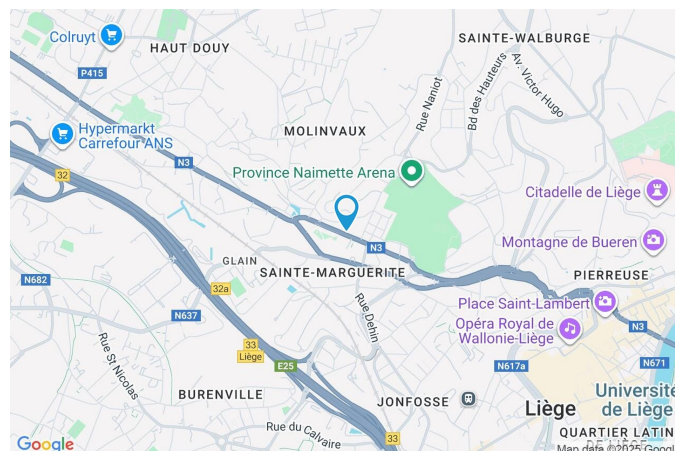 Colruyt
HAUT DOUY
SAINTE-WALBURGE
P415
Bd des Hauteurs
Av. Victor Hugo
Rue Naniot
MOLINVAUX
Hypermarkt
Carrefour ANS
N3
32
Province Naimette Arena
Citadelle de Liège
N3
Montagne de Bueren
GLAIN
SAINTE-MARGUERITE
PIERREUSE
N682
32a
N637
Rue Dehin
Place Saint-Lambert
Opéra Royal de
Wallonie-Liège
N3
33
Liège
E25
N617a
N671
Rue St Nicolas
BURENVILLE
JONFOSSE
Liège
Université
de Liège
Rue du Calvaire
33
QUARTIER LATIN
Google
Map data ©2025 Google